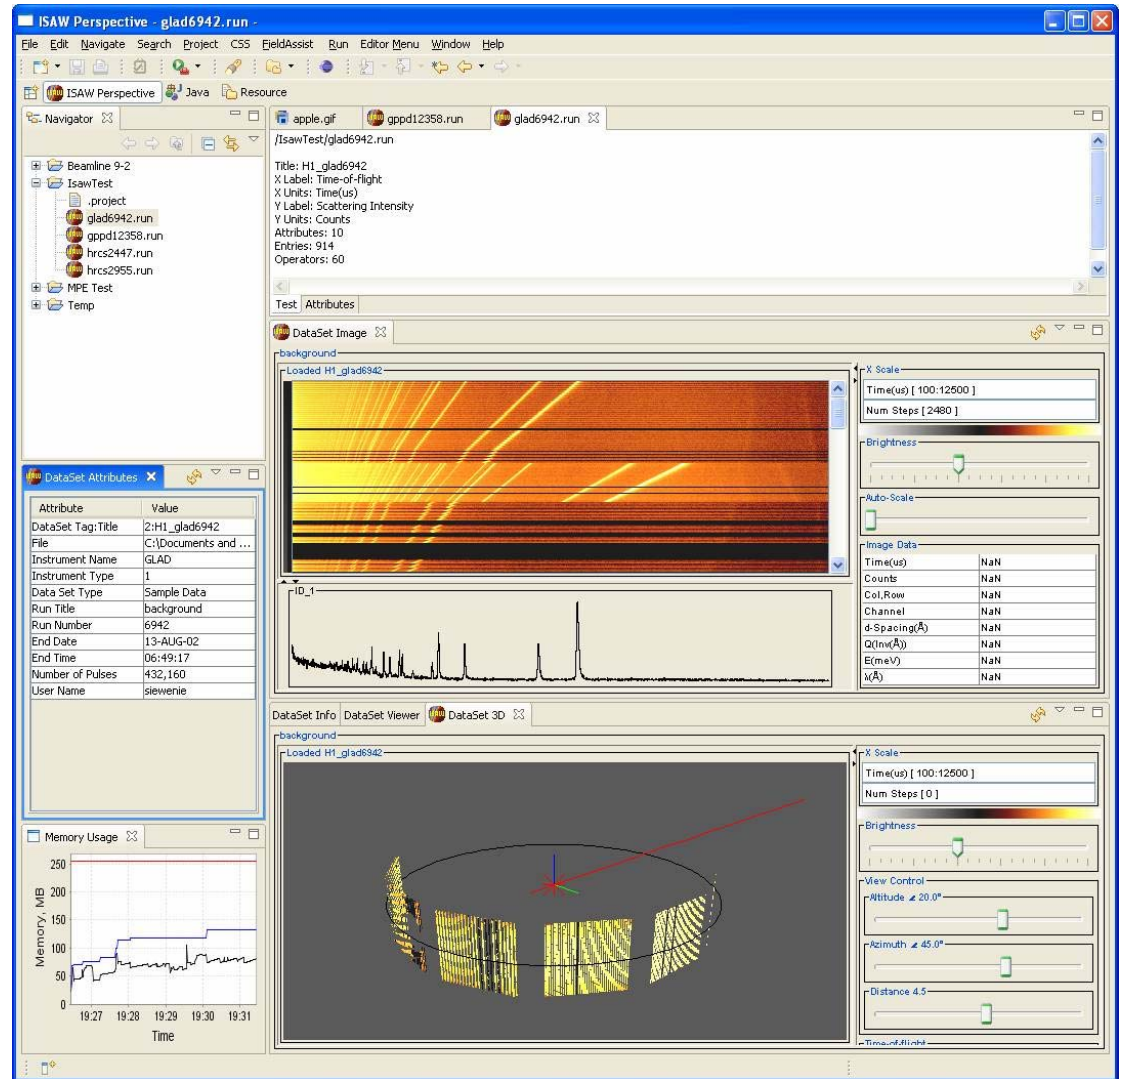 ISAW Perspective - glad6942.run -
File Edit Navigate Search Project CSS FieldAssist Run Editor Menu Window Help
ISAW Perspective Java Resource
Navigator
Beamline 9-2
IsawTest
.project
glad6942.run
gppd12358.run
hrcs2447.run
hrcs2955.run
MPE Test
Temp
apple.gif gppd12358.run glad6942.run
/IsawTest/glad6942.run
Title: H1_glad6942
X Label: Time-of-flight
X Units: Time(us)
Y Label: Scattering Intensity
Y Units: Counts
Attributes: 10
Entries: 914
Operators: 60
Test Attributes
DataSet Image
background
Loaded H1_glad6942
ID_1
X Scale
Time(us) [ 100:12500 ]
Num Steps [ 2480 ]
Brightness
Auto-Scale
Image Data
Time(us) NaN
Counts NaN
Col,Row NaN
Channel NaN
d-Spacing(Å) NaN
Q(Inv(Å)) NaN
E(meV) NaN
λ(Å) NaN
DataSet Attributes
Attribute Value
DataSet Tag:Title 2:H1_glad6942
File C:\Documents and ...
Instrument Name GLAD
Instrument Type 1
Data Set Type Sample Data
Run Title background
Run Number 6942
End Date 13-AUG-02
End Time 06:49:17
Number of Pulses 432,160
User Name siewenie
DataSet Info DataSet Viewer DataSet 3D
background
Loaded H1_glad6942
X Scale
Time(us) [ 100:12500 ]
Num Steps [ 0 ]
Brightness
View Control
Altitude ∠ 20.0°
Azimuth ∠ 45.0°
Distance 4.5
Time-of-flight
Memory Usage
Memory, MB
250
200
150
100
50
0
19:27 19:28 19:29 19:30 19:31
Time